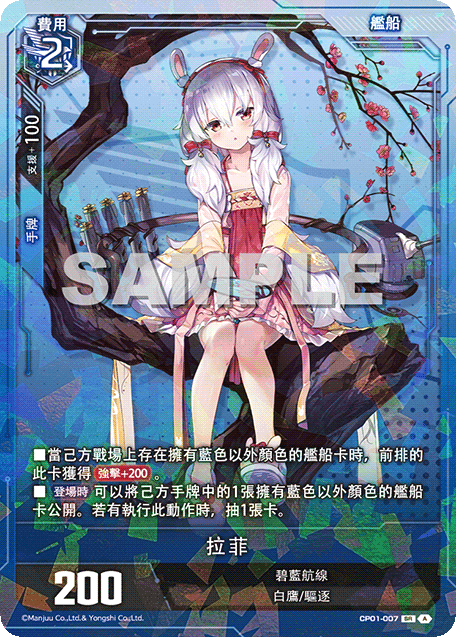 費用
艦船
2
支援+100
手牌
SAMPLE
■當己方戰場上存在擁有藍色以外顏色的艦船卡時，前排的
此卡獲得 強擊+200 。
■ 登場時 可以將己方手牌中的1張擁有藍色以外顏色的艦船
卡公開。若有執行此動作時，抽1張卡。
拉菲
200
碧藍航線
白鷹/驅逐
©Manjuu Co.,Ltd.& Yongshi Co.,Ltd.
CP01-007 SR A